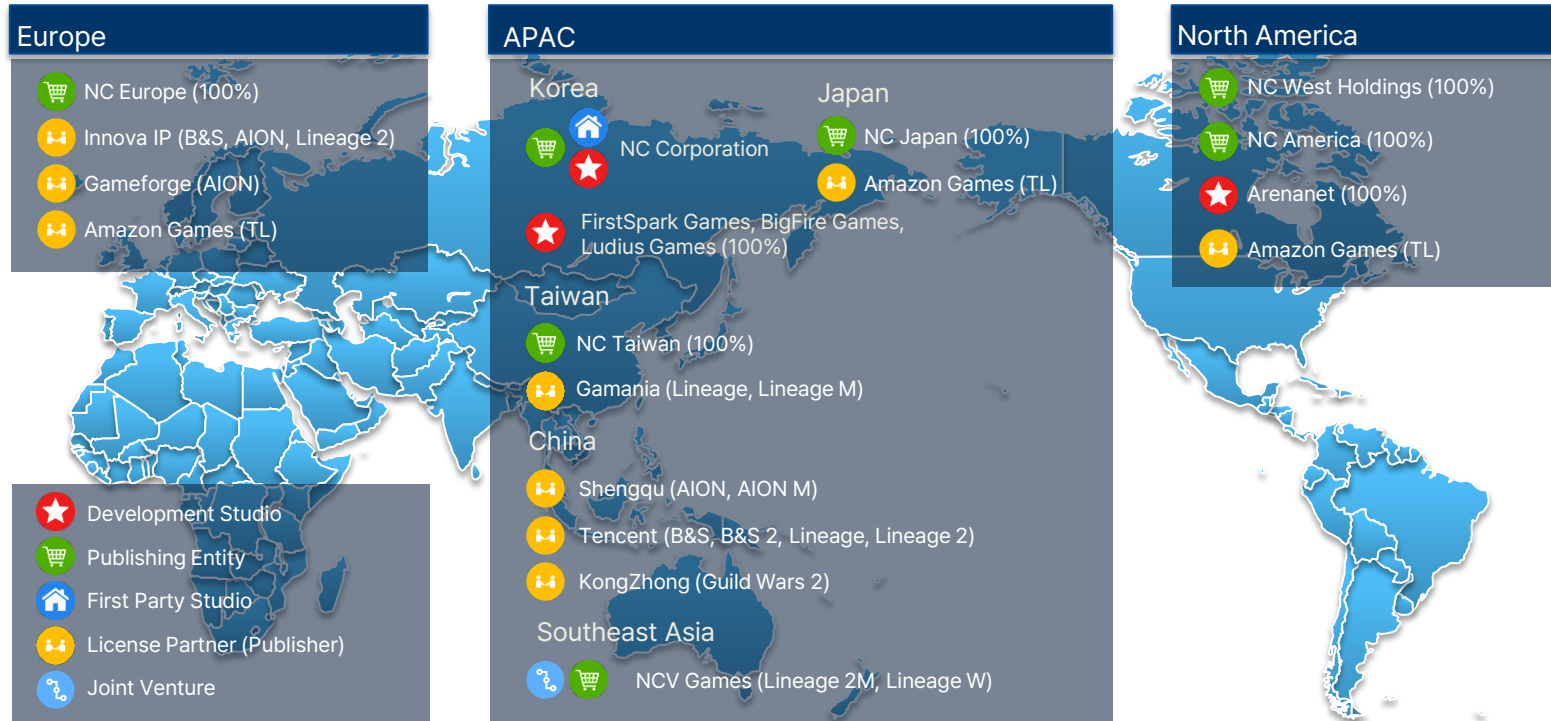 Europe
NC Europe (100%)
Innova IP (B&S, AION, Lineage 2)
Gameforge (AION)
Amazon Games (TL)
Development Studio
Publishing Entity
First Party Studio
License Partner (Publisher)
Joint Venture
APAC
Korea
NC Corporation
FirstSpark Games, BigFire Games,
Ludius Games (100%)
Japan
NC Japan (100%)
Amazon Games (TL)
Taiwan
NC Taiwan (100%)
Gamania (Lineage, Lineage M)
China
Shengqu (AION, AION M)
Tencent (B&S, B&S 2, Lineage, Lineage 2)
KongZhong (Guild Wars 2)
Southeast Asia
NCV Games (Lineage 2M, Lineage W)
North America
NC West Holdings (100%)
NC America (100%)
Arenanet (100%)
Amazon Games (TL)